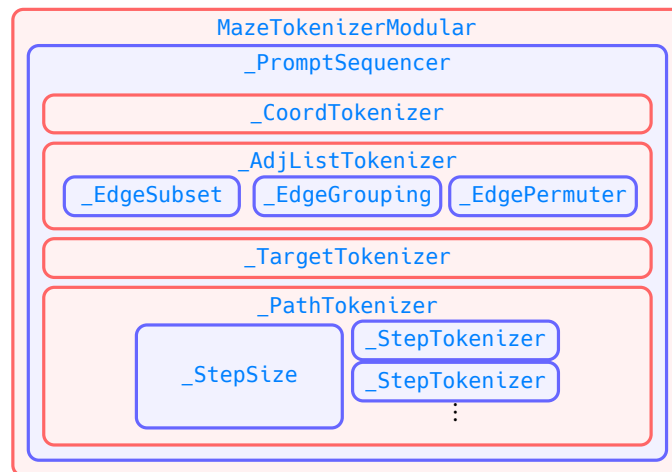 MazeTokenizerModular
_PromptSequencer
_CoordTokenizer
_AdjListTokenizer
_EdgeSubset _EdgeGrouping _EdgePermuter
_TargetTokenizer
_PathTokenizer
_StepSize
_StepTokenizer
_StepTokenizer
⋮